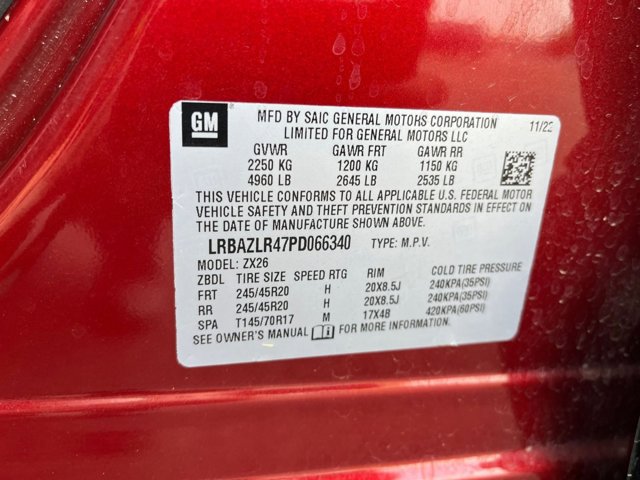 GM
MFD BY SAIC GENERAL MOTORS CORPORATION 11/22
LIMITED FOR GENERAL MOTORS LLC
GVWR GAWR FRT GAWR RR
2250 KG 1200 KG 1150 KG
4960 LB 2645 LB 2535 LB
THIS VEHICLE CONFORMS TO ALL APPLICABLE U.S. FEDERAL MOTOR
VEHICLE SAFETY AND THEFT PREVENTION STANDARDS IN EFFECT ON
THE DATE OF MANUFACTURE SHOWN ABOVE.
LRBAZLR47PD066340 TYPE: M.P.V.
MODEL: ZX26
ZBDL TIRE SIZE SPEED RTG RIM COLD TIRE PRESSURE
FRT 245/45R20 H 20X8.5J 240KPA(35PSI)
RR 245/45R20 H 20X8.5J 240KPA(35PSI)
SPA T145/70R17 M 17X4B 420KPA(60PSI)
SEE OWNER'S MANUAL FOR MORE INFORMATION.